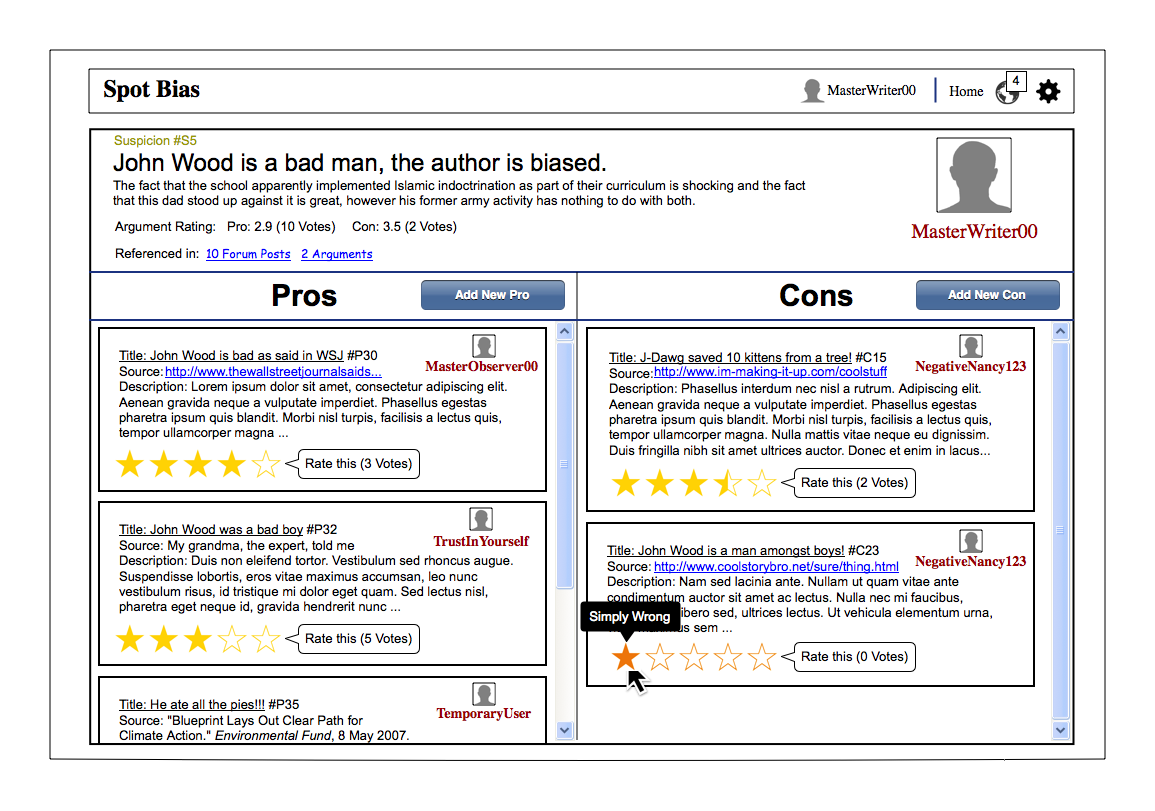 Spot Bias
MasterWriter00
Home
4
Suspicion #S5
John Wood is a bad man, the author is biased.
The fact that the school apparently implemented Islamic indoctrination as part of their curriculum is shocking and the fact
that this dad stood up against it is great, however his former army activity has nothing to do with both.
MasterWriter00
Argument Rating: Pro: 2.9 (10 Votes) Con: 3.5 (2 Votes)
Referenced in: 10 Forum Posts 2 Arguments
Pros
Add New Pro
Title: John Wood is bad as said in WSJ #P30
Source: http://www.thewallstreetjournalsaids...
MasterObserver00
Description: Lorem ipsum dolor sit amet, consectetur adipiscing elit.
Aenean gravida neque a vulputate imperdiet. Phasellus egestas
pharetra ipsum quis blandit. Morbi nisl turpis, facilisis a lectus quis,
tempor ullamcorper magna ...
Rate this (3 Votes)
Title: John Wood was a bad boy #P32
Source: My grandma, the expert, told me
TrustInYourself
Description: Duis non eleifend tortor. Vestibulum sed rhoncus augue.
Suspendisse lobortis, eros vitae maximus accumsan, leo nunc
vestibulum risus, id tristique mi dolor eget quam. Sed lectus nisl,
pharetra eget neque id, gravida hendrerit nunc ...
Rate this (5 Votes)
Title: He ate all the pies!!! #P35
TemporaryUser
Source: "Blueprint Lays Out Clear Path for
Climate Action." Environmental Fund, 8 May 2007.
Cons
Add New Con
Title: J-Dawg saved 10 kittens from a tree! #C15
Source: http://www.im-making-it-up.com/coolstuff
NegativeNancy123
Description: Phasellus interdum nec nisl a rutrum. Adipiscing elit.
Aenean gravida neque a vulputate imperdiet. Phasellus egestas
pharetra ipsum quis blandit. Morbi nisl turpis, facilisis a lectus quis,
tempor ullamcorper magna. Nulla mattis vitae neque eu dignissim.
Duis fringilla nibh sit amet ultrices auctor. Donec et enim in lacus...
Rate this (2 Votes)
Title: John Wood is a man amongst boys! #C23
Source: http://www.coolstorybro.net/sure/thing.html
NegativeNancy123
Description: Nam sed lacinia ante. Nullam ut quam vitae ante
condimentum auctor sit amet ac lectus. Nulla nec mi faucibus,
libero sed, ultrices lectus. Ut vehicula elementum urna,
sem ...
Simply Wrong
Rate this (0 Votes)